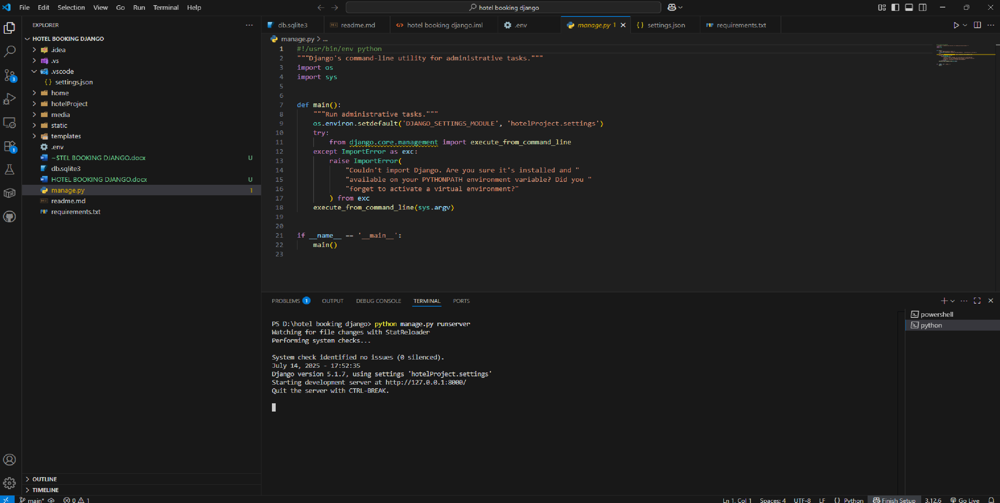 File Edit Selection View Go Run Terminal Help
hotel booking django
EXPLORER
HOTEL BOOKING DJANGO
.idea
.vs
.vscode
{} settings.json
home
hotelProject
media
static
templates
.env
~$TEL BOOKING DJANGO.docx U
db.sqlite3
HOTEL BOOKING DJANGO.docx U
manage.py 1
readme.md
requirements.txt
3
1
OUTLINE
TIMELINE
db.sqlite3 readme.md hotel booking django.iml .env manage.py 1 {} settings.json requirements.txt
manage.py > ...
1 #!/usr/bin/env python
2 """Django's command-line utility for administrative tasks."""
3 import os
4 import sys
5
6
7 def main():
8 """Run administrative tasks."""
9 os.environ.setdefault('DJANGO_SETTINGS_MODULE', 'hotelProject.settings')
10 try:
11 from django.core.management import execute_from_command_line
12 except ImportError as exc:
13 raise ImportError(
14 "Couldn't import Django. Are you sure it's installed and "
15 "available on your PYTHONPATH environment variable? Did you "
16 "forget to activate a virtual environment?"
17 ) from exc
18 execute_from_command_line(sys.argv)
19
20
21 if __name__ == '__main__':
22 main()
23
PROBLEMS 1 OUTPUT DEBUG CONSOLE TERMINAL PORTS
powershell
python
PS D:\hotel booking django> python manage.py runserver
Watching for file changes with StatReloader
Performing system checks...
System check identified no issues (0 silenced).
July 14, 2025 - 17:52:35
Django version 5.1.7, using settings 'hotelProject.settings'
Starting development server at http://127.0.0.1:8000/
Quit the server with CTRL-BREAK.
main* 0 1 Ln 1, Col 1 Spaces: 4 UTF-8 LF {} Python Finish Setup 3.12.6 Go Live